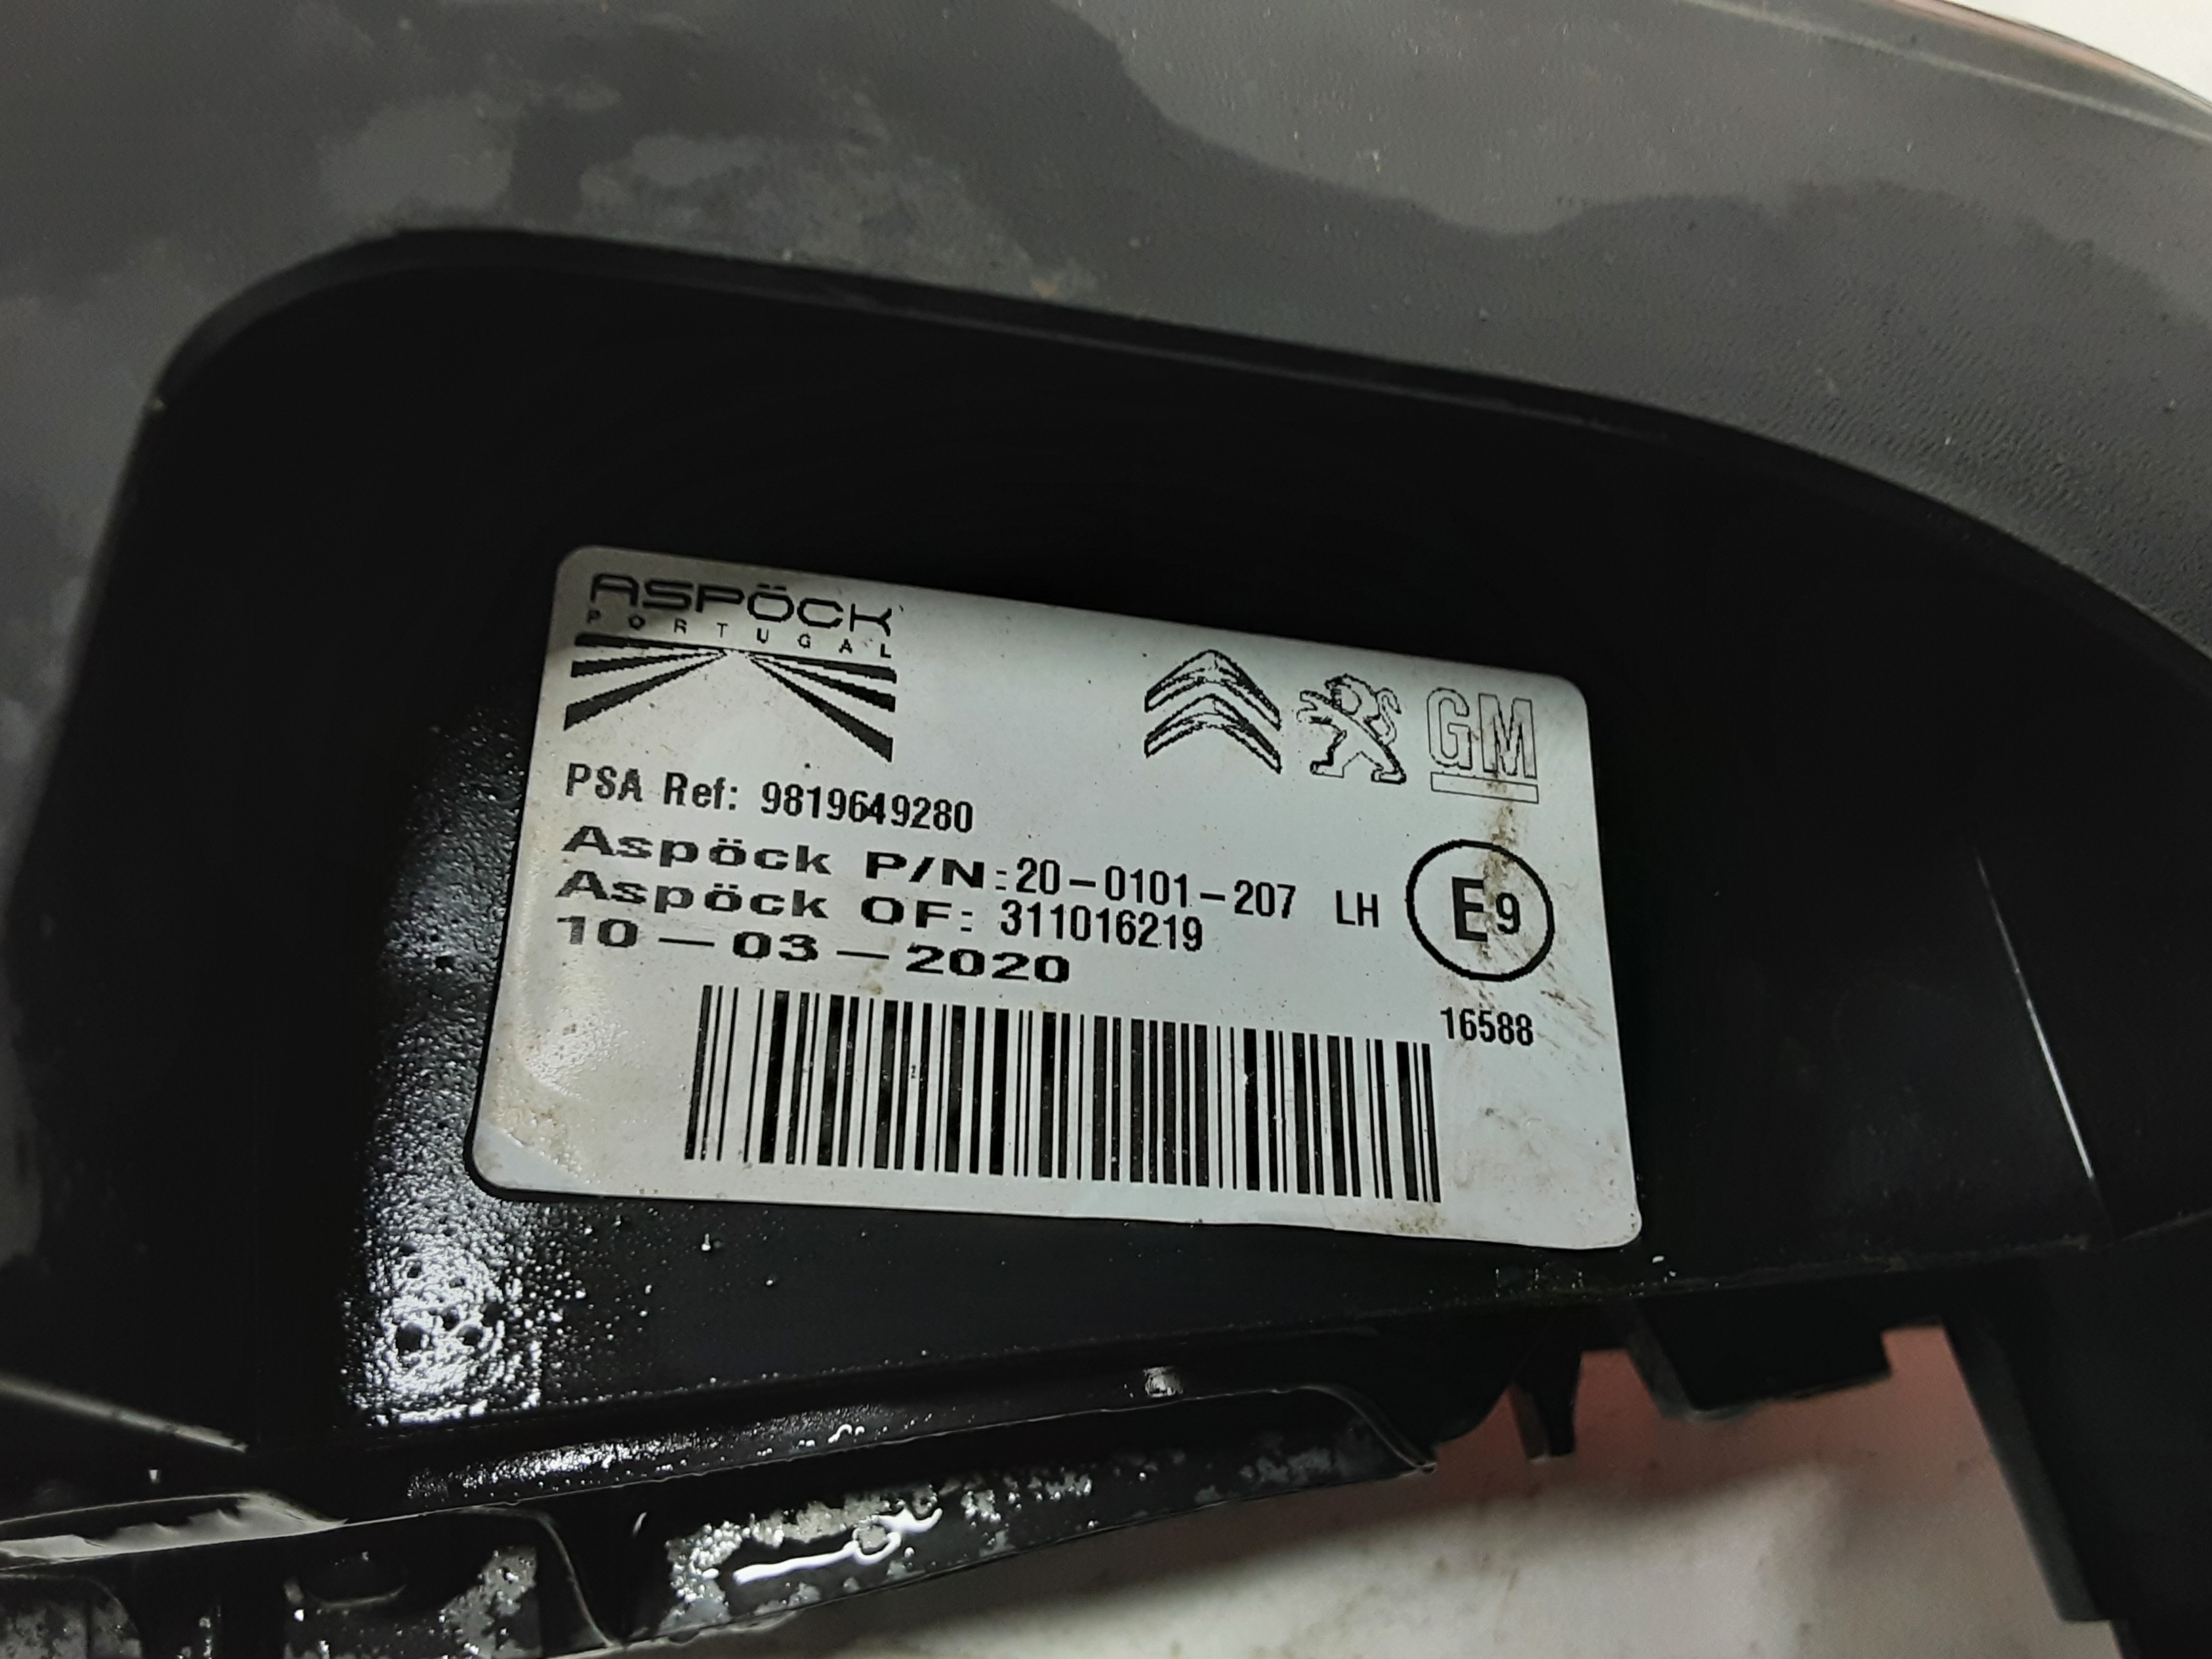 ASPÖCK
PORTUGAL
GM
PSA Ref: 9819649280
Aspöck P/N:20-0101-207 LH
E9
Aspöck OF: 311016219
10-03-2020
16588